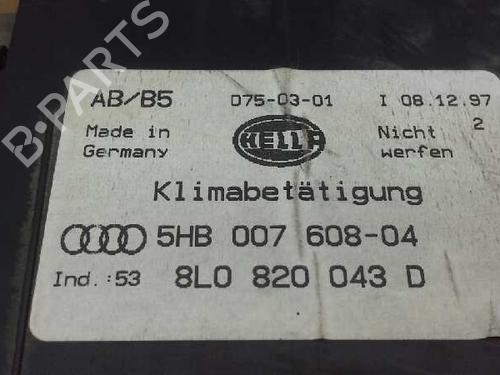 AB/B5 075-03-01 I 08.12.97
Made in Germany
HELLA
Nicht werfen
2
Klimabetätigung
5HB 007 608-04
Ind.:53 8L0 820 043 D
B-PARTS